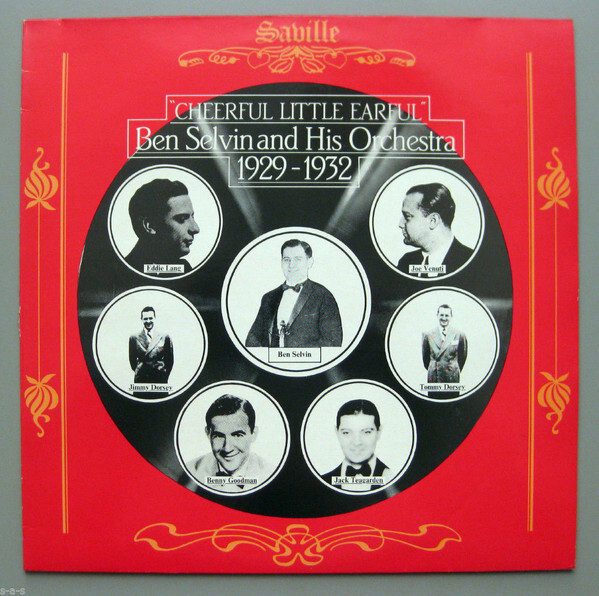 Saville
"CHEERFUL LITTLE EARFUL"
Ben Selvin and His Orchestra
1929-1932
Eddie Lang
Joe Venuti
Ben Selvin
Jimmy Dorsey
Tommy Dorsey
Benny Goodman
Jack Teagarden
s-a-s